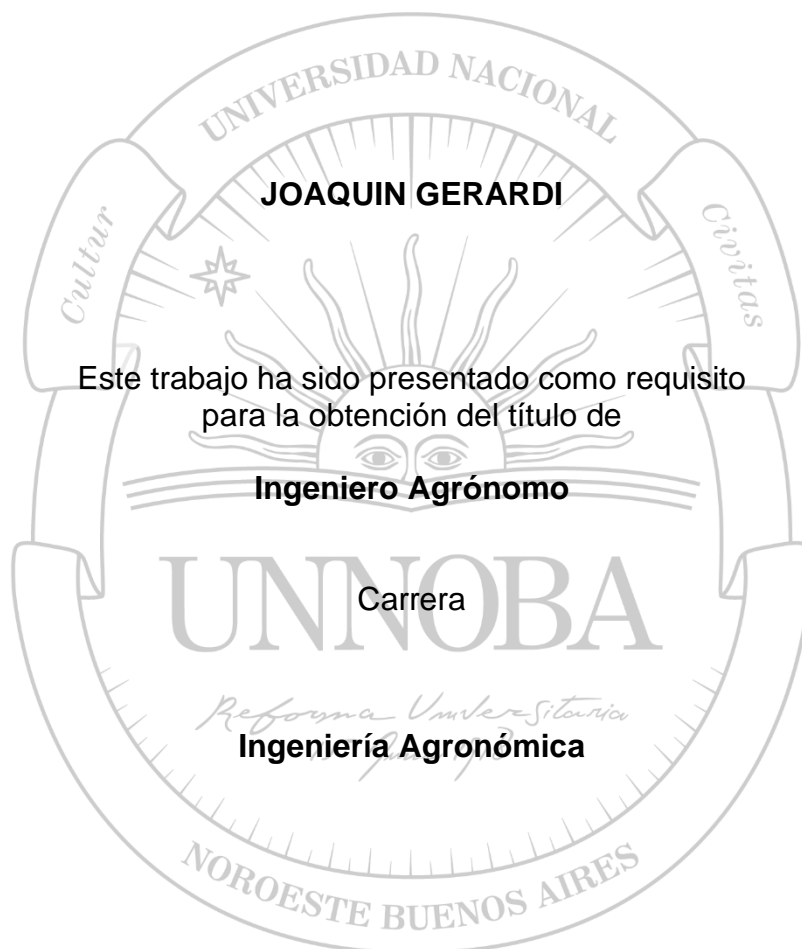 UNIVERSIDAD NACIONAL
Cultur
Civitas
JOAQUIN GERARDI
Este trabajo ha sido presentado como requisito
para la obtención del título de
Ingeniero Agrónomo
UNNOBA
Carrera
Reforma Universitaria
Ingeniería Agronómica
NOROESTE BUENOS AIRES